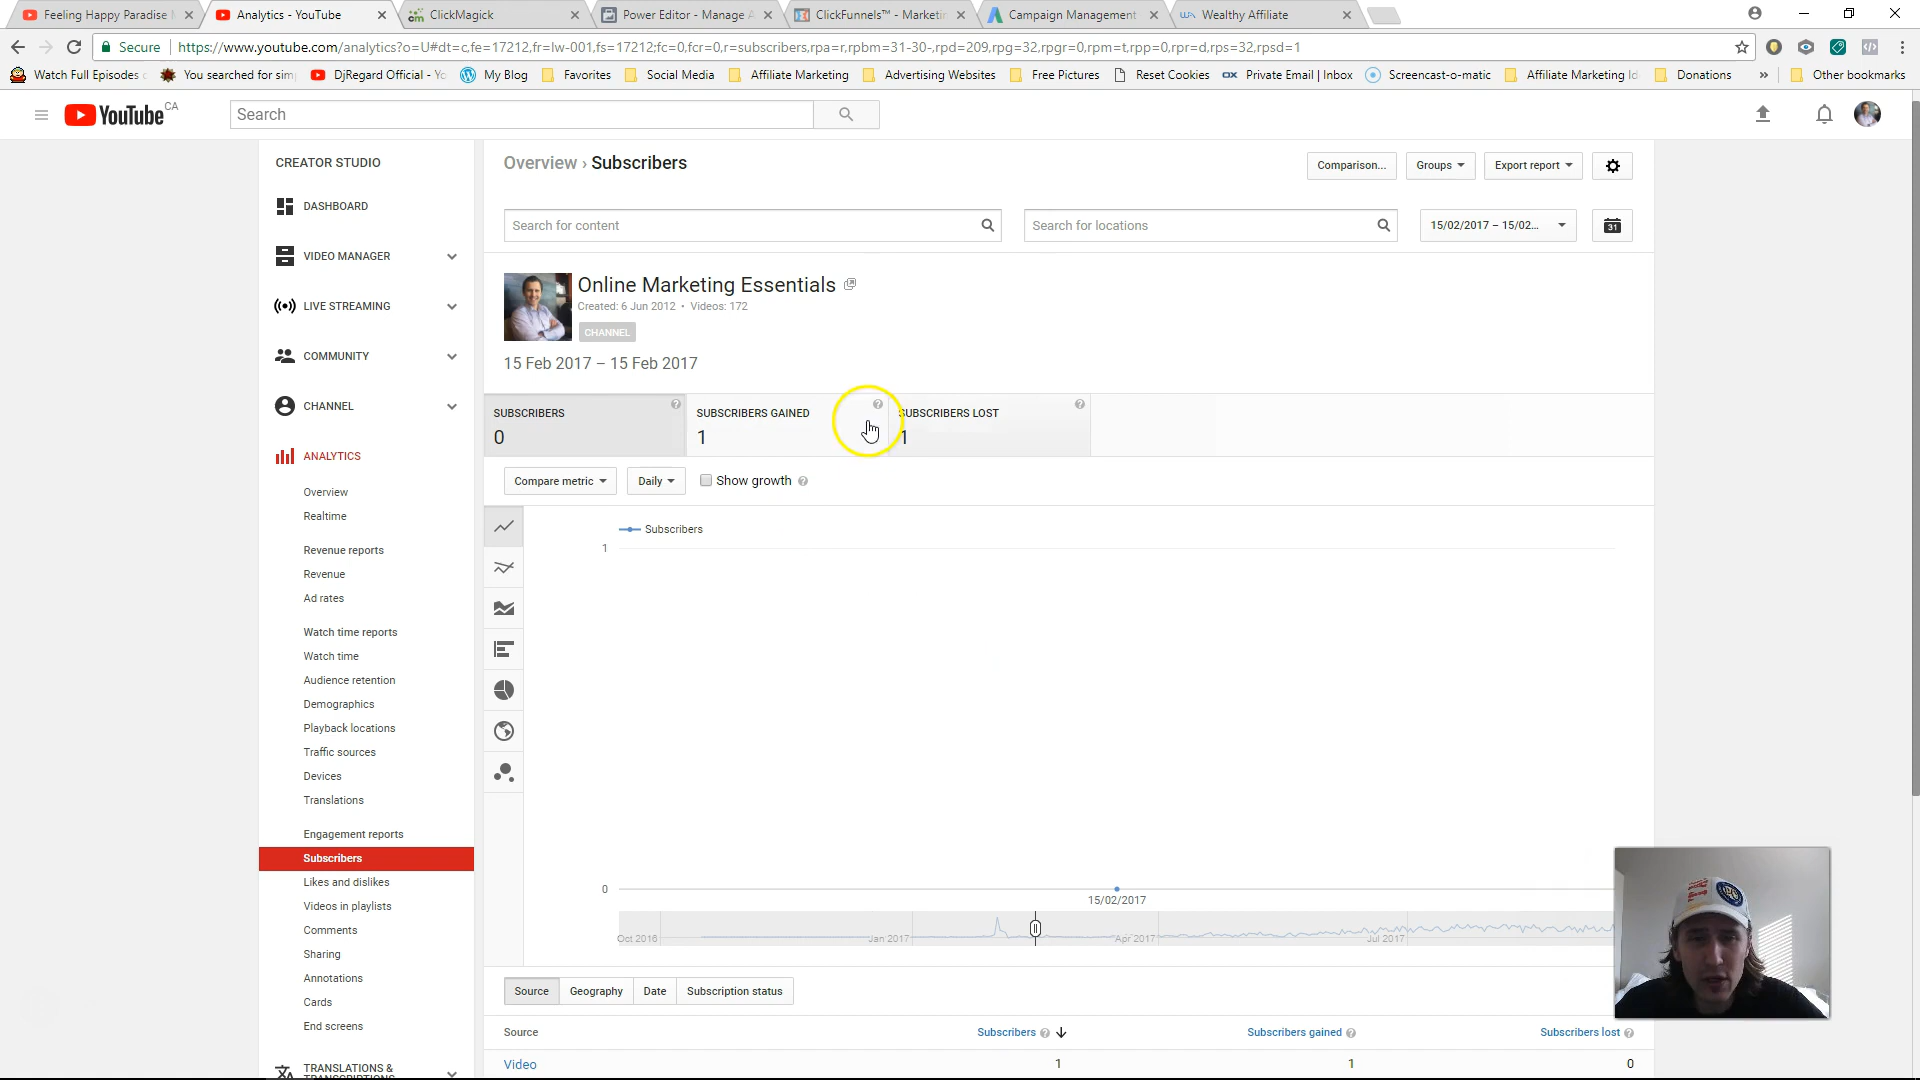 Feeling Happy Paradise
Analytics - YouTube
ClickMagick
Power Editor - Manage
ClickFunnels™ - Marketin
Campaign Management
Wealthy Affiliate
Secure
https://www.youtube.com/analytics?o=U#dt=c,fe=17212,fr=lw-001,fs=17212;fc=0,fcr=0,r=subscribers,rpa=r,rpbm=31-30-,rpd=209,rpg=32,rpgr=0,rpm=t,rpp=0,rpr=d,rps=32,rpsd=1
Watch Full Episodes
You searched for sim
DjRegard Official - Yo
My Blog
Favorites
Social Media
Affiliate Marketing
Advertising Websites
Free Pictures
Reset Cookies
Private Email | Inbox
Screencast-o-matic
Affiliate Marketing Id
Donations
»
Other bookmarks
YouTube CA
Search
CREATOR STUDIO
DASHBOARD
VIDEO MANAGER
LIVE STREAMING
COMMUNITY
CHANNEL
ANALYTICS
Overview
Realtime
Revenue reports
Revenue
Ad rates
Watch time reports
Watch time
Audience retention
Demographics
Playback locations
Traffic sources
Devices
Translations
Engagement reports
Subscribers
Likes and dislikes
Videos in playlists
Comments
Sharing
Annotations
Cards
End screens
TRANSLATIONS &
TRANSCRIPTIONS
Overview › Subscribers
Comparison...
Groups
Export report
Search for content
Search for locations
15/02/2017 – 15/02...
31
Online Marketing Essentials
Created: 6 Jun 2012 • Videos: 172
CHANNEL
15 Feb 2017 – 15 Feb 2017
SUBSCRIBERS
0
SUBSCRIBERS GAINED
1
SUBSCRIBERS LOST
1
Compare metric
Daily
Show growth
Subscribers
1
0
15/02/2017
Oct 2016
Jan 2017
Apr 2017
Jul 2017
Source
Geography
Date
Subscription status
Source
Subscribers
Subscribers gained
Subscribers lost
Video
1
1
0